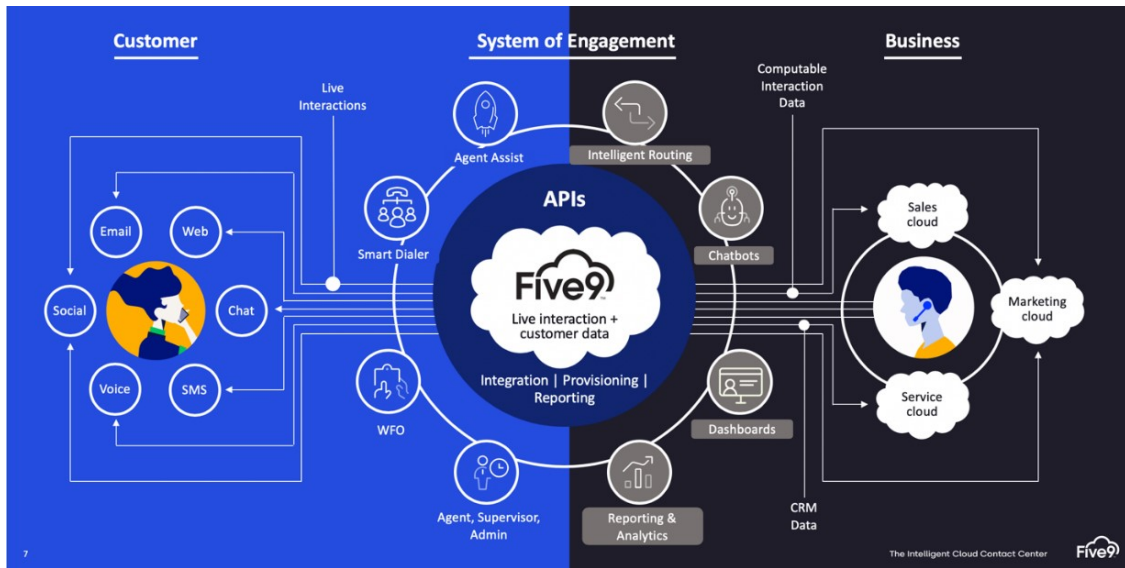 Customer
System of Engagement
Business
Live
Interactions
Computable
Interaction
Data
Agent Assist
Intelligent Routing
Email
Web
Social
Chat
Voice
SMS
Smart Dialer
APIs
Five9
Live interaction +
customer data
Integration | Provisioning |
Reporting
Chatbots
Sales
cloud
Marketing
cloud
Service
cloud
WFO
Dashboards
Agent, Supervisor,
Admin
Reporting &
Analytics
CRM
Data
7
The Intelligent Cloud Contact Center
Five9